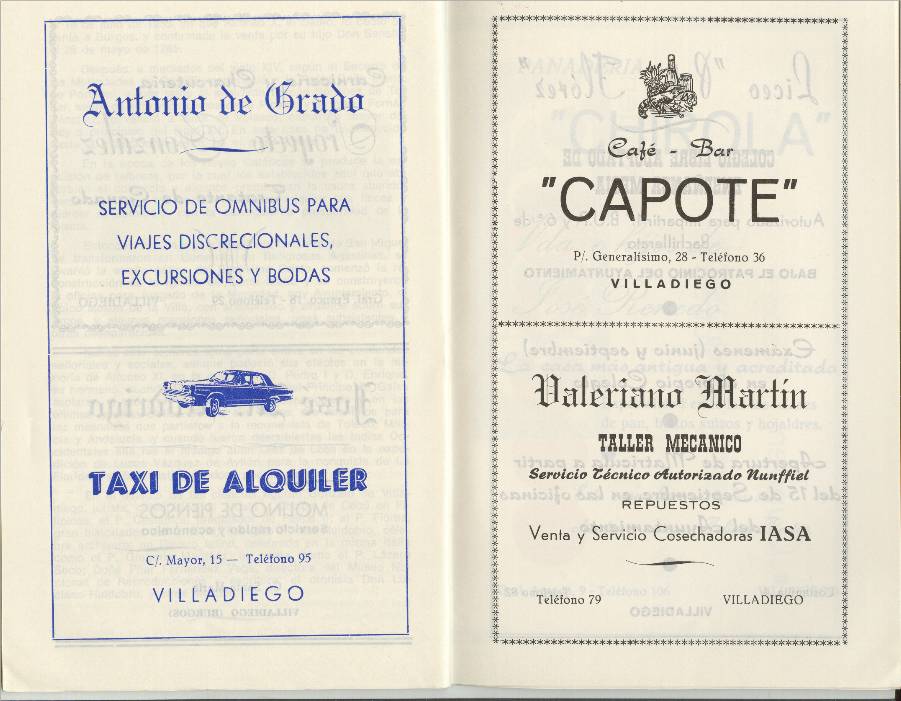 Antonio de Grado
SERVICIO DE OMNIBUS PARA
VIAJES DISCRECIONALES,
EXCURSIONES Y BODAS
TAXI DE ALQUILER
C/. Mayor, 15 — Teléfono 95
VILLADIEGO
Café - Bar
"CAPOTE"
P/. Generalísimo, 28 - Teléfono 36
VILLADIEGO
Valeriano Martín
TALLER MECANICO
Servicio Técnico Autorizado Nunffiel
REPUESTOS
Venta y Servicio Cosechadoras IASA
Teléfono 79 VILLADIEGO